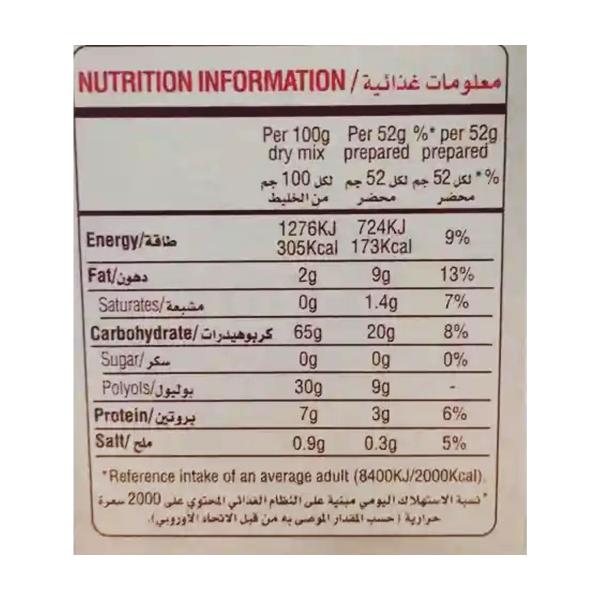 NUTRITION INFORMATION / معلومات غذائية
Per 100g Per 52g %* per 52g
dry mix prepared prepared
لكل 100 جم لكل 52 جم %* لكل 52 جم
من الخليط محضر محضر
Energy/طاقة 1276KJ 305Kcal 724KJ 173Kcal 9%
Fat/دهون 2g 9g 13%
Saturates/مشبعة 0g 1.4g 7%
Carbohydrate/كربوهيدرات 65g 20g 8%
Sugar/سكر 0g 0g 0%
Polyols/بوليول 30g 9g -
Protein/بروتين 7g 3g 6%
Salt/ملح 0.9g 0.3g 5%
*Reference intake of an average adult (8400KJ/2000Kcal).
*نسبة الاستهلاك اليومي مبنية على النظام الغذائي المحتوي على 2000 سعرة
حرارية (حسب المقدار الموصى به من قبل الاتحاد الأوروبي).